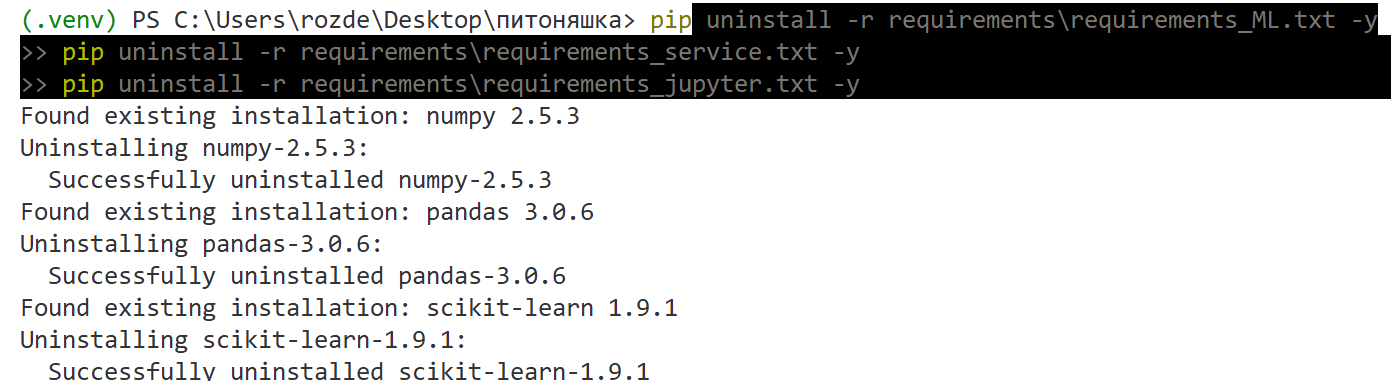 (.venv) PS C:\Users\rozde\Desktop\питоняшка> pip uninstall -r requirements\requirements_ML.txt -y
>> pip uninstall -r requirements\requirements_service.txt -y
>> pip uninstall -r requirements\requirements_jupyter.txt -y
Found existing installation: numpy 2.5.3
Uninstalling numpy-2.5.3:
  Successfully uninstalled numpy-2.5.3
Found existing installation: pandas 3.0.6
Uninstalling pandas-3.0.6:
  Successfully uninstalled pandas-3.0.6
Found existing installation: scikit-learn 1.9.1
Uninstalling scikit-learn-1.9.1:
  Successfully uninstalled scikit-learn-1.9.1